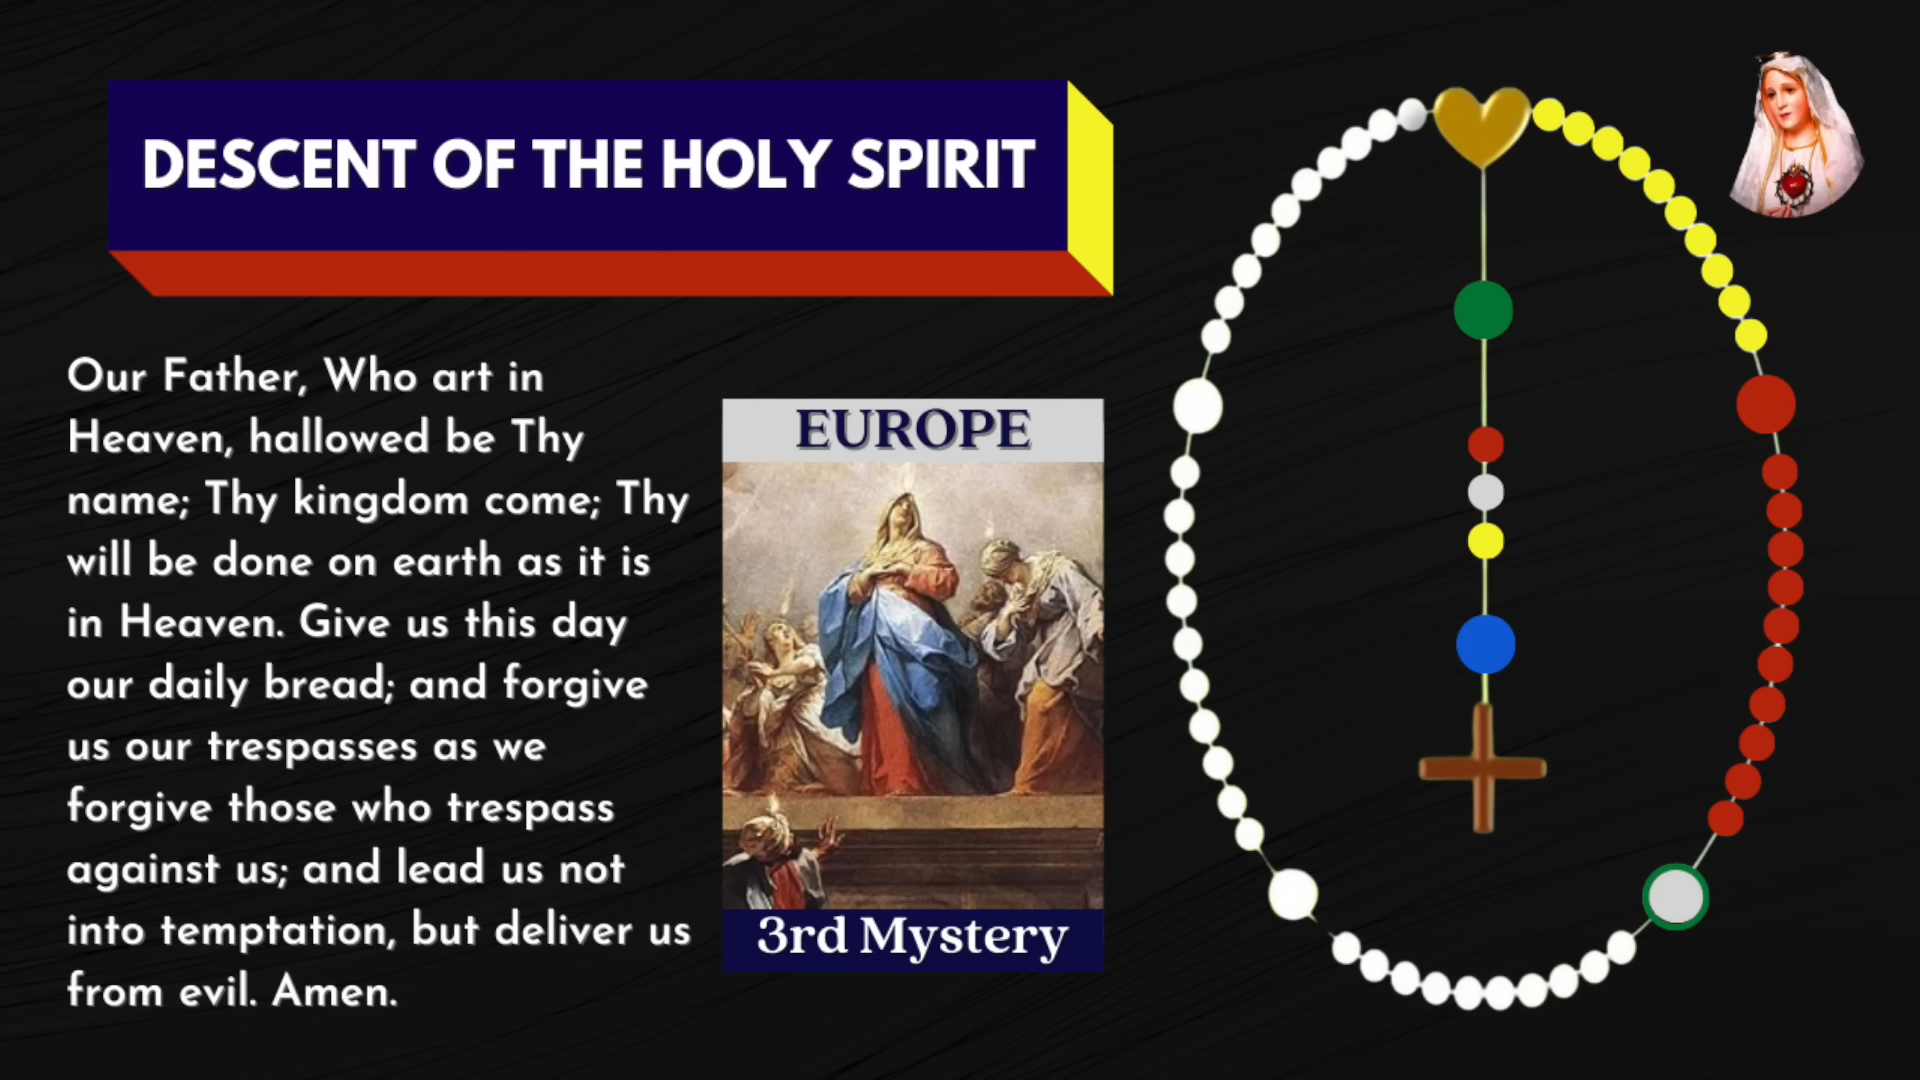 DESCENT OF THE HOLY SPIRIT
Our Father, Who art in
Heaven, hallowed be Thy
name; Thy kingdom come; Thy
will be done on earth as it is
in Heaven. Give us this day
our daily bread; and forgive
us our trespasses as we
forgive those who trespass
against us; and lead us not
into temptation, but deliver us
from evil. Amen.
EUROPE
3rd Mystery